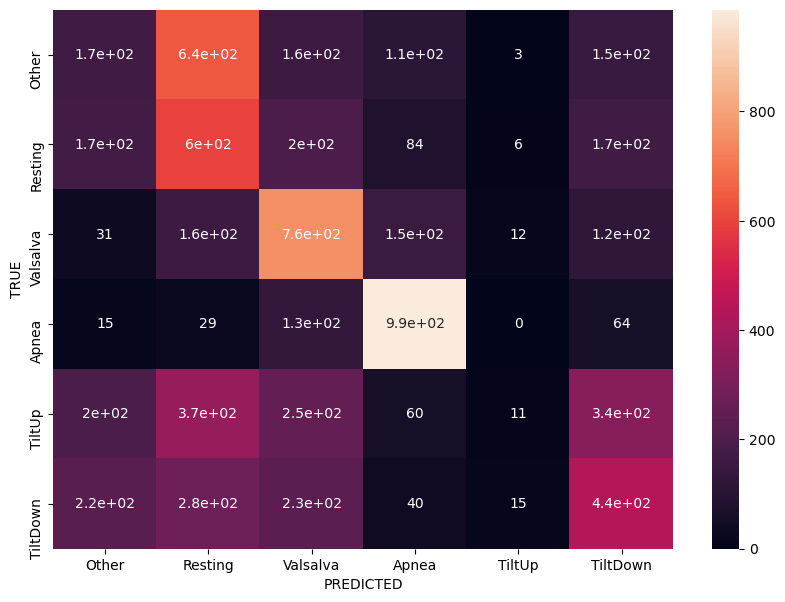 Other 1.7e+02 6.4e+02 1.6e+02 1.1e+02 3 1.5e+02
Resting 1.7e+02 6e+02 2e+02 84 6 1.7e+02
Valsalva 31 1.6e+02 7.6e+02 1.5e+02 12 1.2e+02
Apnea 15 29 1.3e+02 9.9e+02 0 64
TiltUp 2e+02 3.7e+02 2.5e+02 60 11 3.4e+02
TiltDown 2.2e+02 2.8e+02 2.3e+02 40 15 4.4e+02
TRUE
Other Resting Valsalva Apnea TiltUp TiltDown
PREDICTED
800
600
400
200
0